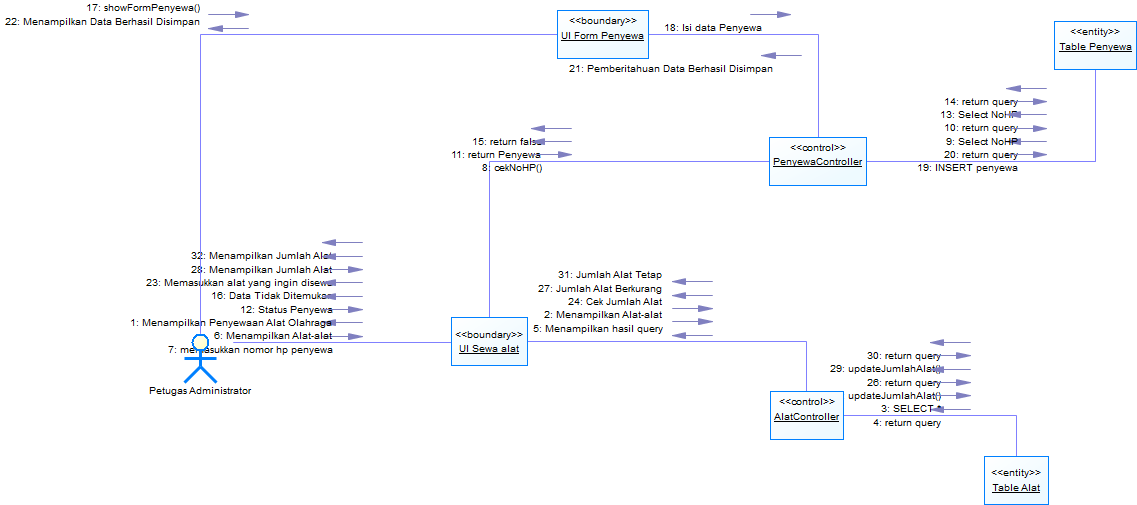 17: showFormPenyewa()
22: Menampilkan Data Berhasil Disimpan
<<boundary>>
UI Form Penyewa
18: Isi data Penyewa
21: Pemberitahuan Data Berhasil Disimpan
<<entity>>
Table Penyewa
14: return query
13: Select NoHP
10: return query
9: Select NoHP
20: return query
19: INSERT penyewa
<<control>>
PenyewaController
15: return false
11: return Penyewa
8: cekNoHP()
32: Menampilkan Jumlah Alat
28: Menampilkan Jumlah Alat
23: Memasukkan alat yang ingin disewa
16: Data Tidak Ditemukan
12: Status Penyewa
1: Menampilkan Penyewaan Alat Olahraga
6: Menampilkan Alat-alat
7: memasukkan nomor hp penyewa
Petugas Administrator
31: Jumlah Alat Tetap
27: Jumlah Alat Berkurang
24: Cek Jumlah Alat
2: Menampilkan Alat-alat
5: Menampilkan hasil query
<<boundary>>
UI Sewa alat
30: return query
29: updateJumlahAlat()
26: return query
updateJumlahAlat()
3: SELECT *
4: return query
<<control>>
AlatController
<<entity>>
Table Alat